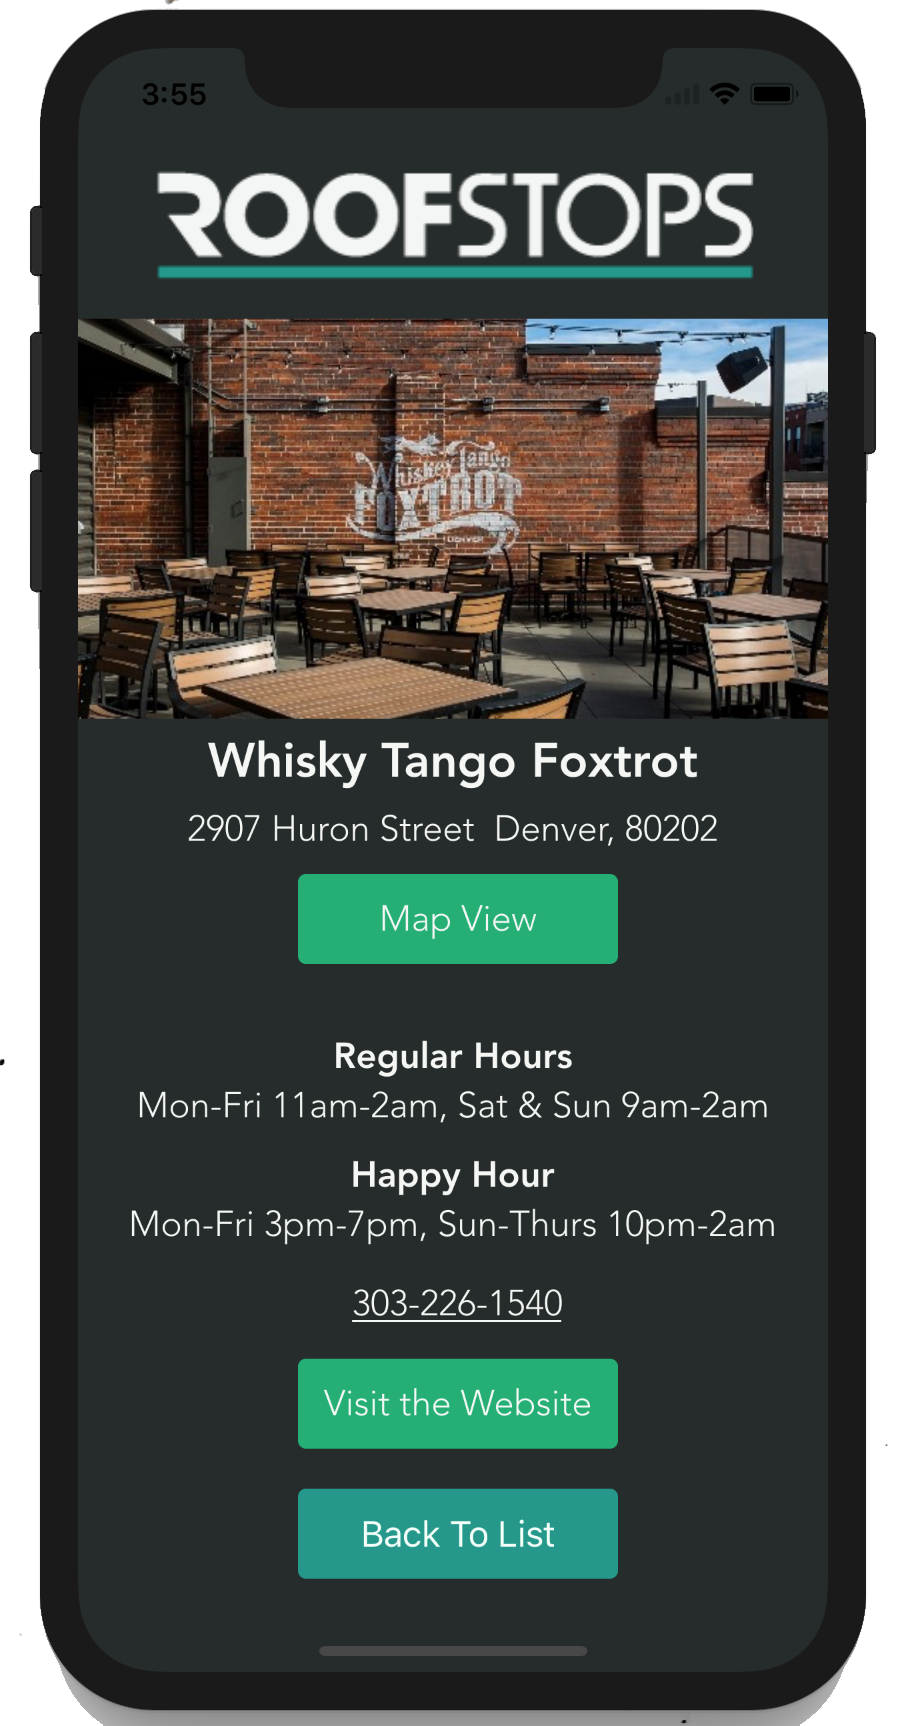 3:55
ROOFSTOPS
Whiskey Tango
FOXTROT
DENVER
Whisky Tango Foxtrot
2907 Huron Street  Denver, 80202
Map View
Regular Hours
Mon-Fri 11am-2am, Sat & Sun 9am-2am
Happy Hour
Mon-Fri 3pm-7pm, Sun-Thurs 10pm-2am
303-226-1540
Visit the Website
Back To List